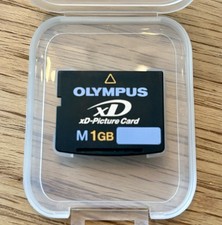 OLYMPUS
xD
xD-Picture Card
M 1GB